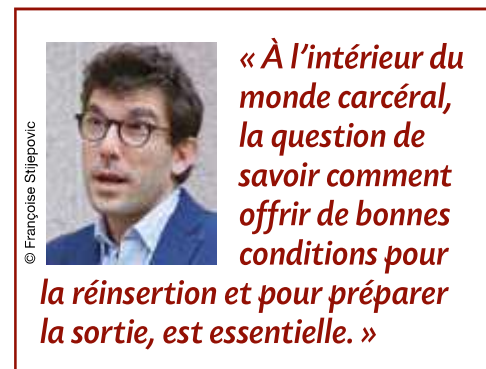 © Françoise Stijepovic
« À l’intérieur du
monde carcéral,
la question de
savoir comment
offrir de bonnes
conditions pour
la réinsertion et pour préparer
la sortie, est essentielle. »